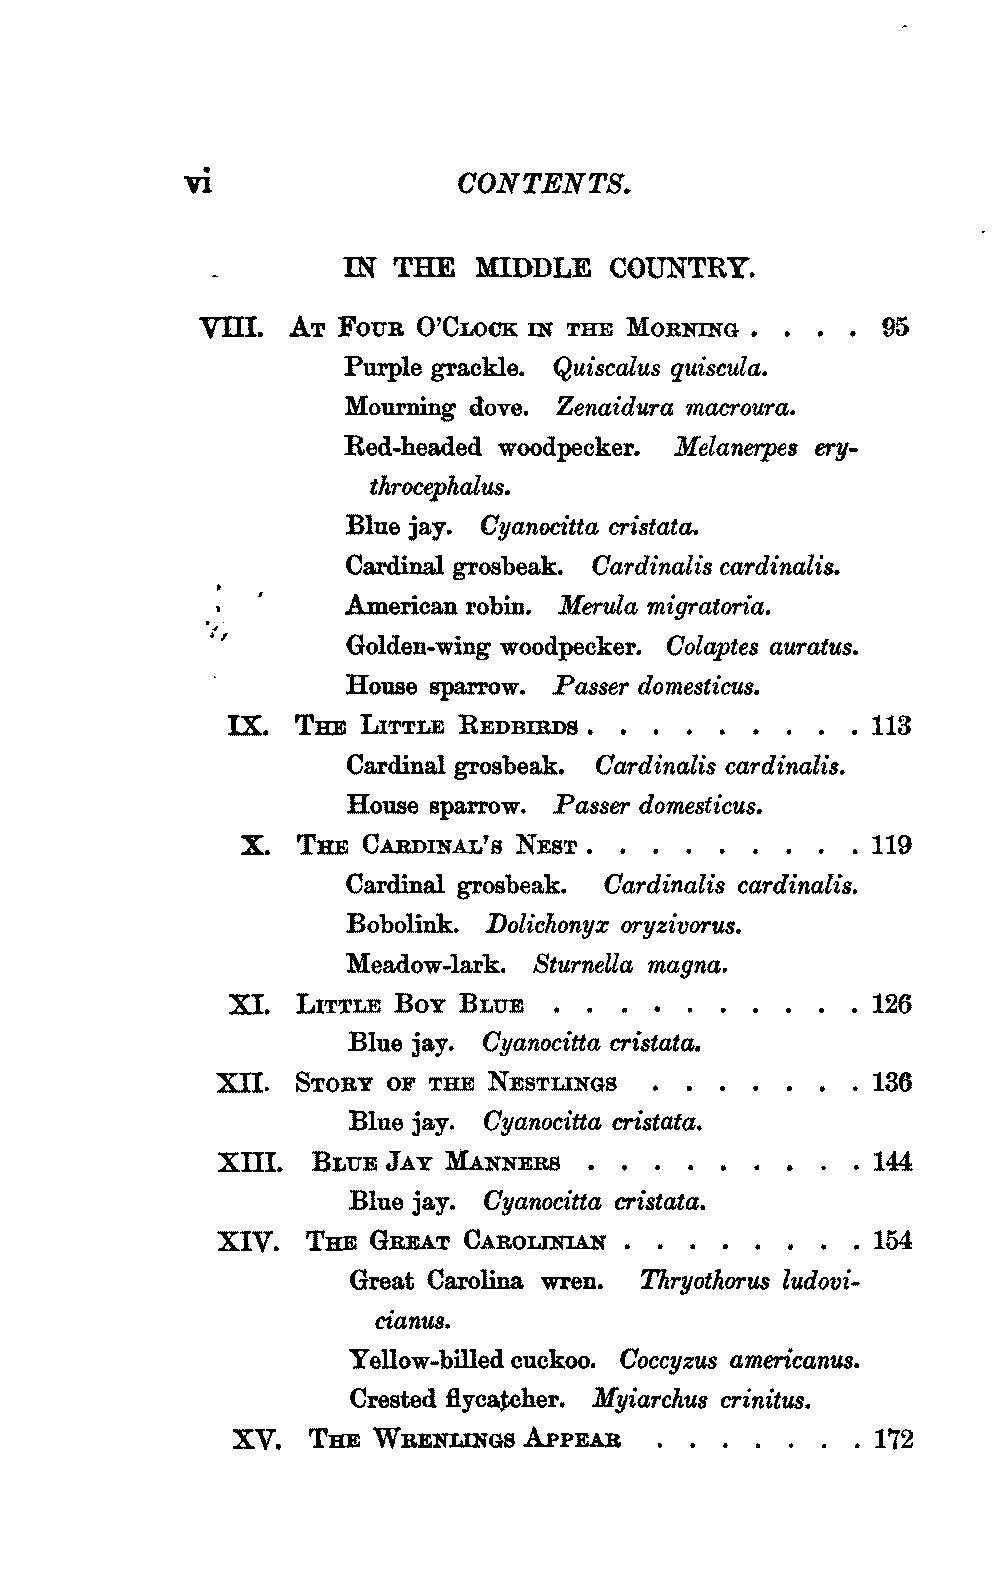 vi CONTENTS.
IN THE MIDDLE COUNTRY.
VIII. At Four O'Clock in the Morning . . . . 95
Purple grackle. Quiscalus quiscula.
Mourning dove. Zenaidura macroura.
Red-headed woodpecker. Melanerpes ery-
throcephalus.
Blue jay. Cyanocitta cristata.
Cardinal grosbeak. Cardinalis cardinalis.
American robin. Merula migratoria.
Golden-wing woodpecker. Colaptes auratus.
House sparrow. Passer domesticus.
IX. The Little Redbirds . . . . . . . . . 113
Cardinal grosbeak. Cardinalis cardinalis.
House sparrow. Passer domesticus.
X. The Cardinal's Nest . . . . . . . . . 119
Cardinal grosbeak. Cardinalis cardinalis.
Bobolink. Dolichonyx oryzivorus.
Meadow-lark. Sturnella magna.
XI. Little Boy Blue . . . . . . . . . . 126
Blue jay. Cyanocitta cristata.
XII. Story of the Nestlings . . . . . . . 136
Blue jay. Cyanocitta cristata.
XIII. Blue Jay Manners . . . . . . . . . 144
Blue jay. Cyanocitta cristata.
XIV. The Great Carolinian . . . . . . . . 154
Great Carolina wren. Thryothorus ludovi-
cianus.
Yellow-billed cuckoo. Coccyzus americanus.
Crested flycatcher. Myiarchus crinitus.
XV. The Wrenlings Appear . . . . . . . 172